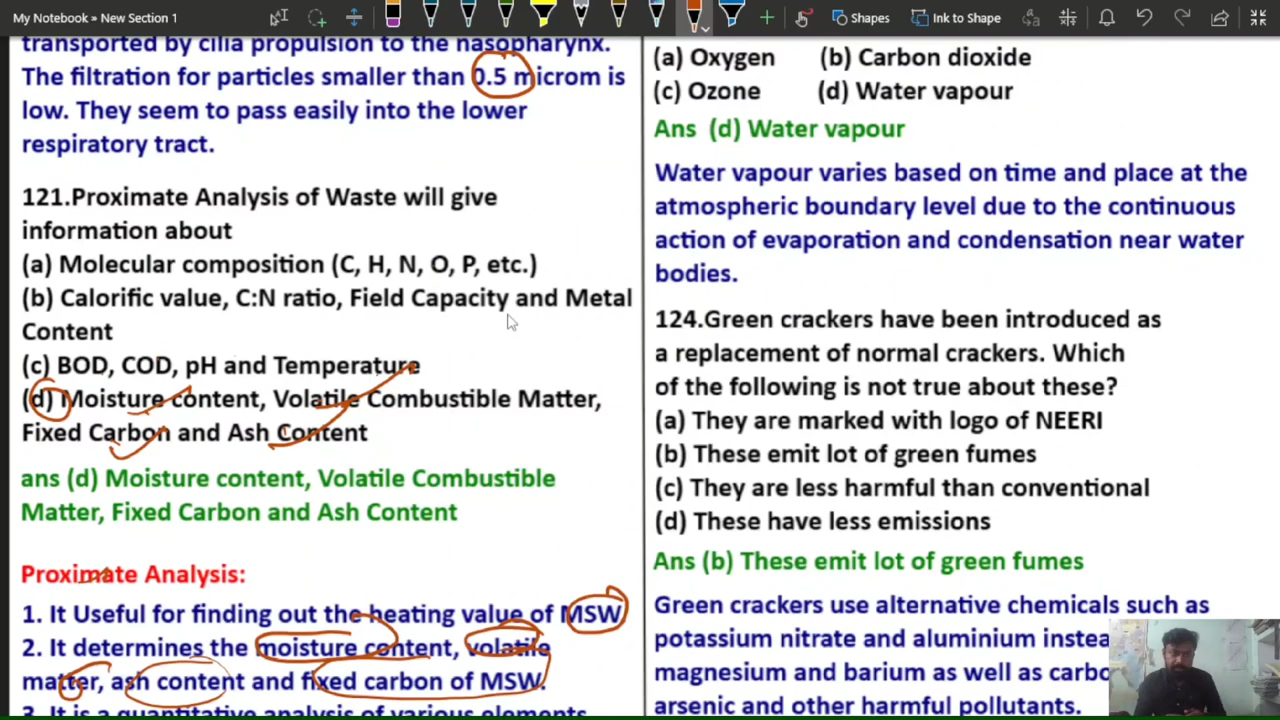 My Notebook » New Section 1
Shapes
Ink to Shape
transported by cilia propulsion to the nasopharynx.
The filtration for particles smaller than 0.5 microm is
low. They seem to pass easily into the lower
respiratory tract.
121.Proximate Analysis of Waste will give
information about
(a) Molecular composition (C, H, N, O, P, etc.)
(b) Calorific value, C:N ratio, Field Capacity and Metal
Content
(c) BOD, COD, pH and Temperature
(d) Moisture content, Volatile Combustible Matter,
Fixed Carbon and Ash Content
ans (d) Moisture content, Volatile Combustible
Matter, Fixed Carbon and Ash Content
Proximate Analysis:
1. It Useful for finding out the heating value of MSW
2. It determines the moisture content, volatile
matter, ash content and fixed carbon of MSW.
3. It is a quantitative analysis of various elements
(a) Oxygen (b) Carbon dioxide
(c) Ozone (d) Water vapour
Ans (d) Water vapour
Water vapour varies based on time and place at the
atmospheric boundary level due to the continuous
action of evaporation and condensation near water
bodies.
124.Green crackers have been introduced as
a replacement of normal crackers. Which
of the following is not true about these?
(a) They are marked with logo of NEERI
(b) These emit lot of green fumes
(c) They are less harmful than conventional
(d) These have less emissions
Ans (b) These emit lot of green fumes
Green crackers use alternative chemicals such as
potassium nitrate and aluminium
magnesium and barium as well as
arsenic and other harmful pollutants.